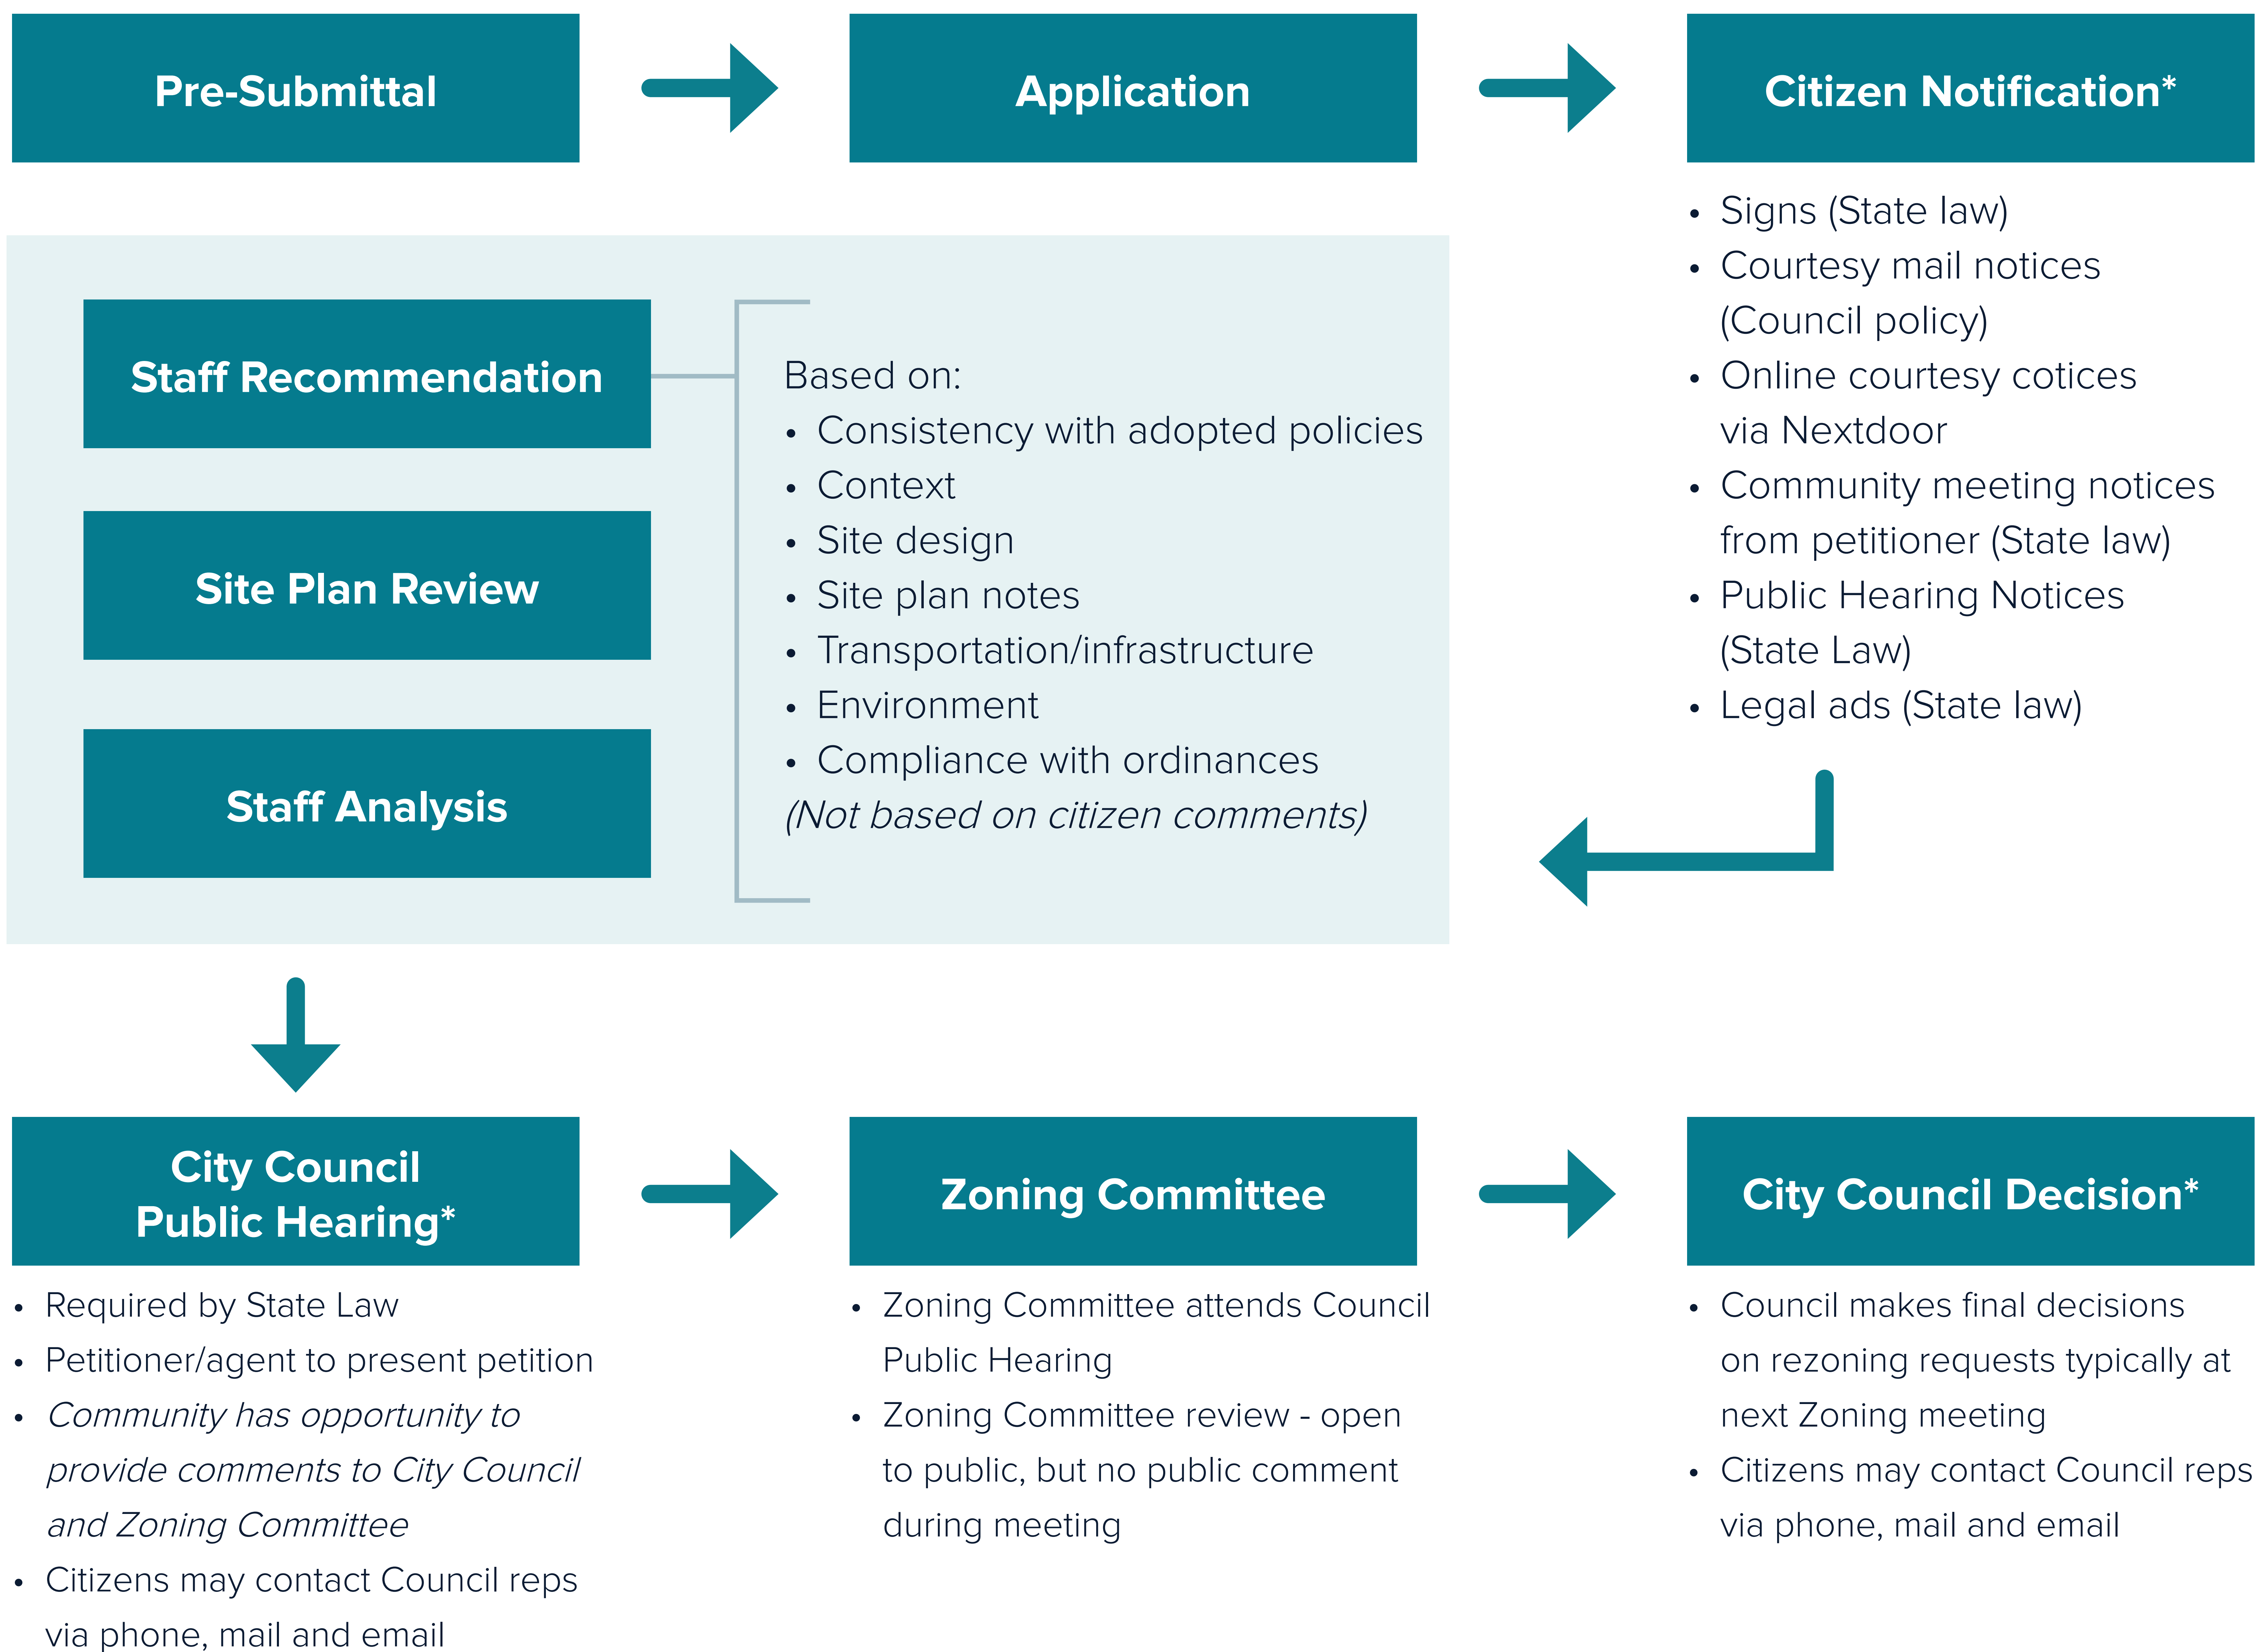 Pre-Submittal
Application
Citizen Notification*
• Signs (State law)
• Courtesy mail notices
(Council policy)
• Online courtesy cotices
via Nextdoor
• Community meeting notices
from petitioner (State law)
• Public Hearing Notices
(State Law)
• Legal ads (State law)
Staff Recommendation
Site Plan Review
Staff Analysis
Based on:
• Consistency with adopted policies
• Context
• Site design
• Site plan notes
• Transportation/infrastructure
• Environment
• Compliance with ordinances
(Not based on citizen comments)
City Council
Public Hearing*
• Required by State Law
• Petitioner/agent to present petition
• Community has opportunity to
provide comments to City Council
and Zoning Committee
• Citizens may contact Council reps
via phone, mail and email
Zoning Committee
• Zoning Committee attends Council
Public Hearing
• Zoning Committee review - open
to public, but no public comment
during meeting
City Council Decision*
• Council makes final decisions
on rezoning requests typically at
next Zoning meeting
• Citizens may contact Council reps
via phone, mail and email